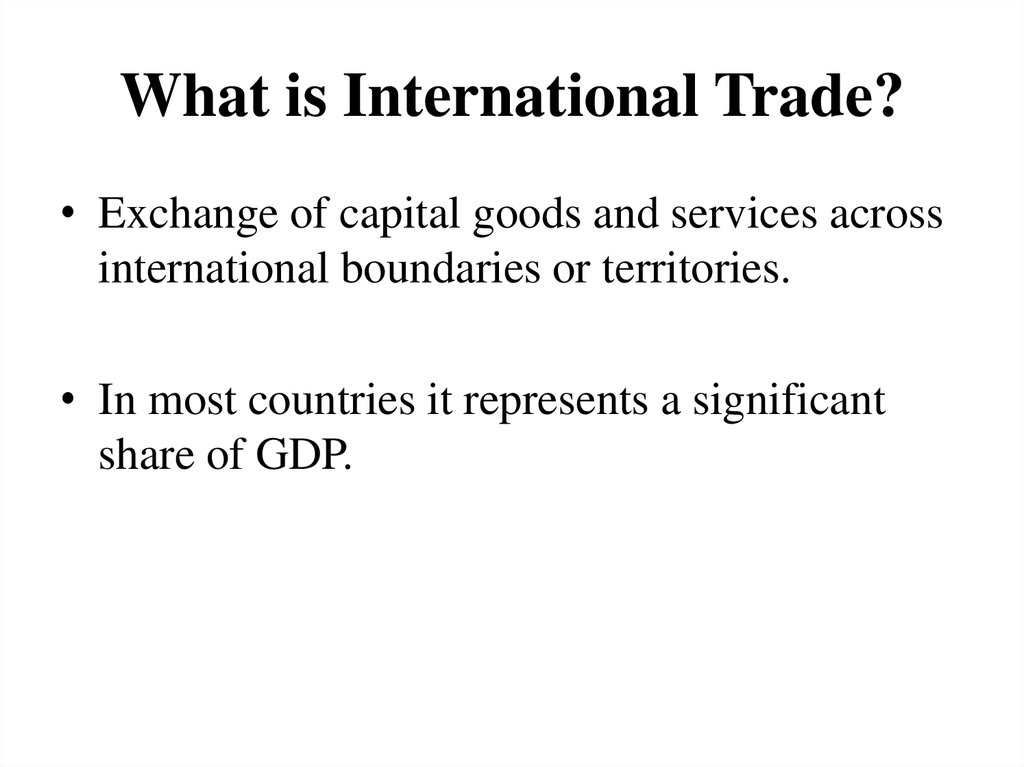 What is International Trade?
• Exchange of capital goods and services across
international boundaries or territories.
• In most countries it represents a significant
share of GDP.